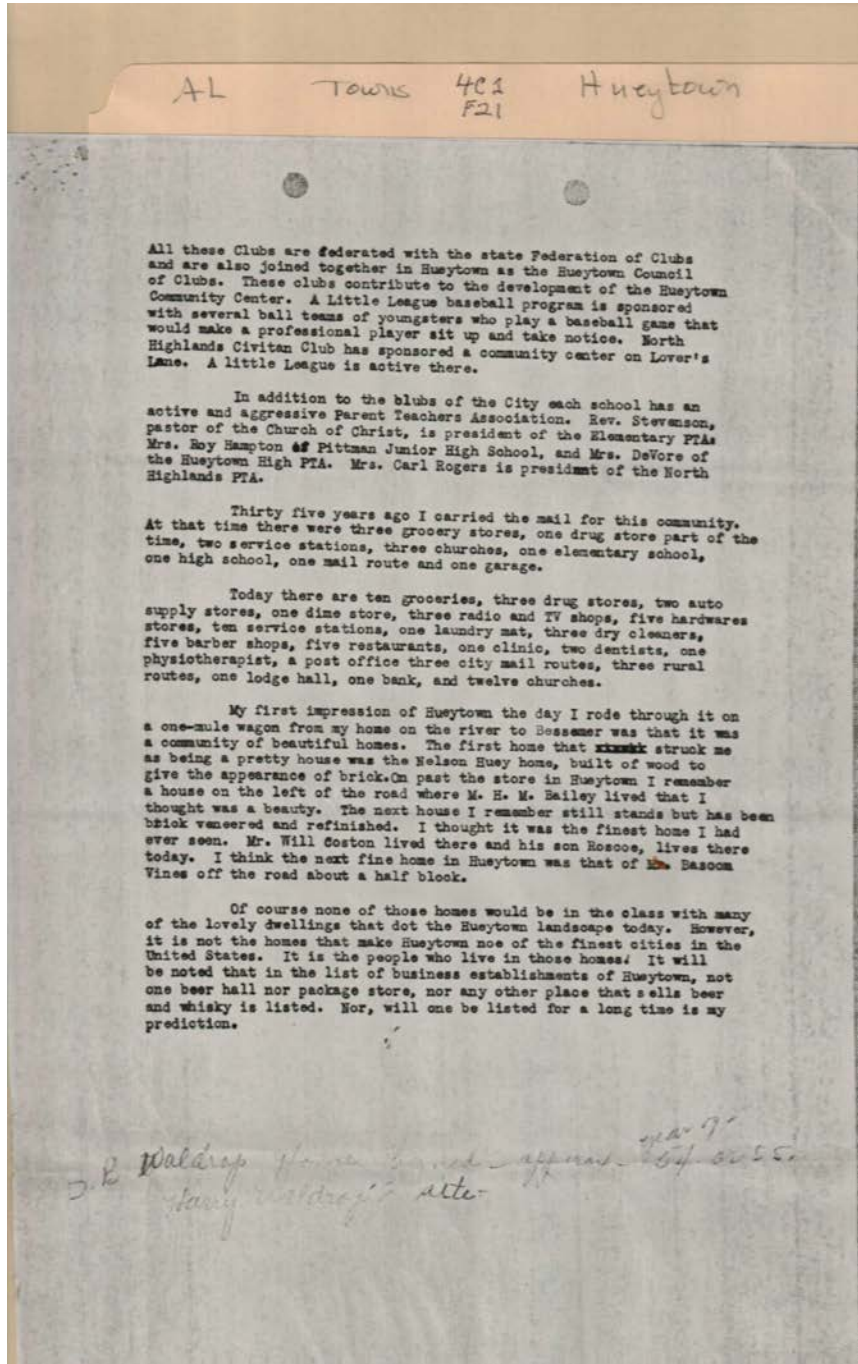 AL Towns 4C1 Hueytown
F21
All these Clubs are federated with the state Federation of Clubs
and are also joined together in Hueytown as the Hueytown Council
of Clubs. These clubs contribute to the development of the Hueytown
Community Center. A Little League baseball program is sponsored
with several ball teams of youngsters who play a baseball game that
would make a professional player sit up and take notice. North
Highlands Civitan Club has sponsored a community center on Lover's
Lane. A little League is active there.
In addition to the blubs of the City each school has an
active and aggressive Parent Teachers Association. Rev. Stevenson,
pastor of the Church of Christ, is president of the Elementary PTA;
Mrs. Roy Hampton of Pittman Junior High School, and Mrs. DeVore of
the Hueytown High PTA. Mrs. Carl Rogers is president of the North
Highlands PTA.
Thirty five years ago I carried the mail for this community.
At that time there were three grocery stores, one drug store part of the
time, two service stations, three churches, one elementary school,
one high school, one mail route and one garage.
Today there are ten groceries, three drug stores, two auto
supply stores, one dime store, three radio and TV shops, five hardwares
stores, ten service stations, one laundry mat, three dry cleaners,
five barber shops, five restaurants, one clinic, two dentists, one
physiotherapist, a post office three city mail routes, three rural
routes, one lodge hall, one bank, and twelve churches.
My first impression of Hueytown the day I rode through it on
a one-mule wagon from my home on the river to Bessemer was that it was
a community of beautiful homes. The first home that struck me
as being a pretty house was the Nelson Huey home, built of wood to
give the appearance of brick.On past the store in Hueytown I remember
a house on the left of the road where M. H. M. Bailey lived that I
thought was a beauty. The next house I remember still stands but has been
brick veneered and refinished. I thought it was the finest home I had
ever seen. Mr. Will Coston lived there and his son Roscoe, lives there
today. I think the next fine home in Hueytown was that of Bascom
Vines off the road about a half block.
Of course none of those homes would be in the class with many
of the lovely dwellings that dot the Hueytown landscape today. However,
it is not the homes that make Hueytown noe of the finest cities in the
United States. It is the people who live in those homes. It will
be noted that in the list of business establishments of Hueytown, not
one beer hall nor package store, nor any other place that sells beer
and whisky is listed. Nor, will one be listed for a long time is my
prediction.
Waldrop approx 54 or 55
Harry Waldrop's site-